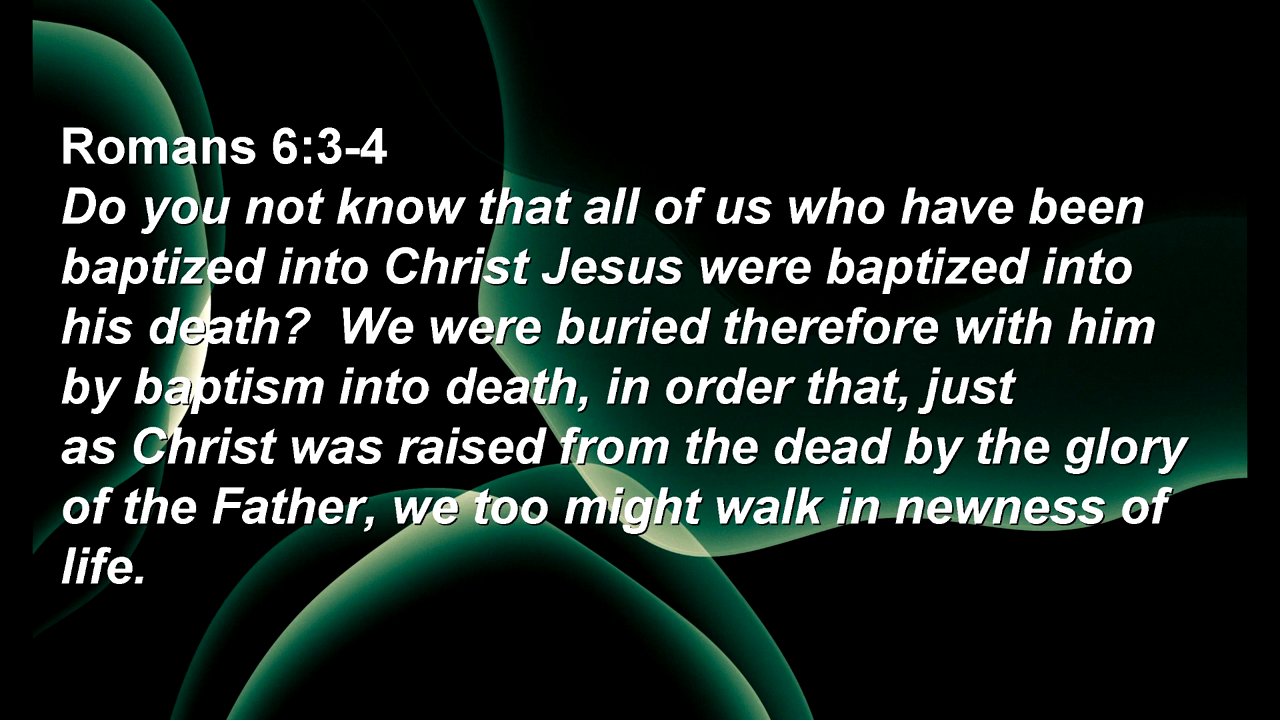 Romans 6:3-4
Do you not know that all of us who have been
baptized into Christ Jesus were baptized into
his death?  We were buried therefore with him
by baptism into death, in order that, just
as Christ was raised from the dead by the glory
of the Father, we too might walk in newness of
life.